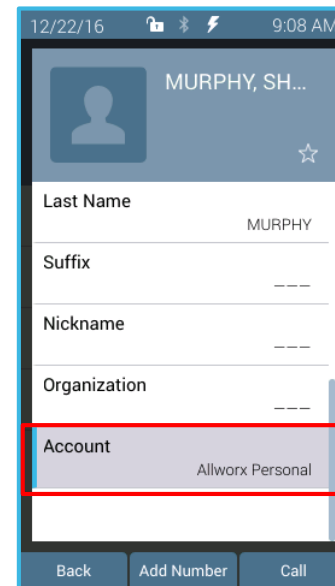 12/22/16 9:08 AM
MURPHY, SH...
Last Name
MURPHY
Suffix
———
Nickname
———
Organization
———
Account
Allworx Personal
Back Add Number Call